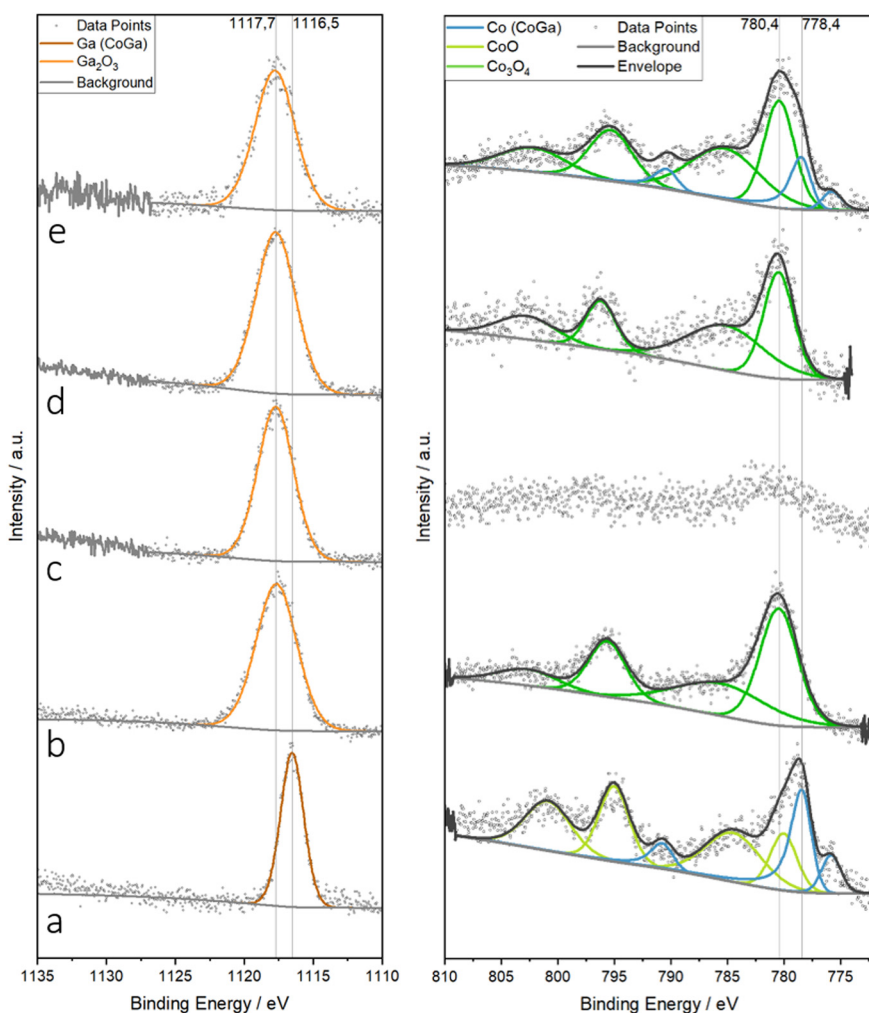 Data Points
Ga (CoGa)
Ga₂O₃
Background
1117,7
1116,5
Co (CoGa)
CoO
Co₃O₄
Data Points
Background
Envelope
780,4
778,4
e
d
c
b
a
Intensity / a.u.
Intensity / a.u.
1135 1130 1125 1120 1115 1110
Binding Energy / eV
810 805 800 795 790 785 780 775
Binding Energy / eV